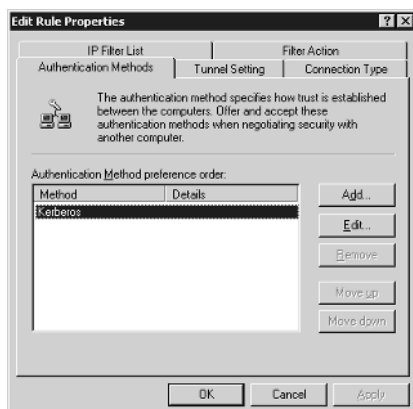 Edit Rule Properties
IP Filter List
Filter Action
Authentication Methods
Tunnel Setting
Connection Type
The authentication method specifies how trust is established
between the computers. Offer and accept these
authentication methods when negotiating security with
another computer.
Authentication Method preference order:
Method
Details
Kerberos
Add...
Edit...
Remove
Move up
Move down
OK
Cancel
Apply